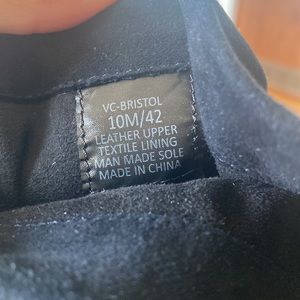 VC-BRISTOL
10M/42
LEATHER UPPER
TEXTILE LINING
MAN MADE SOLE
MADE IN CHINA